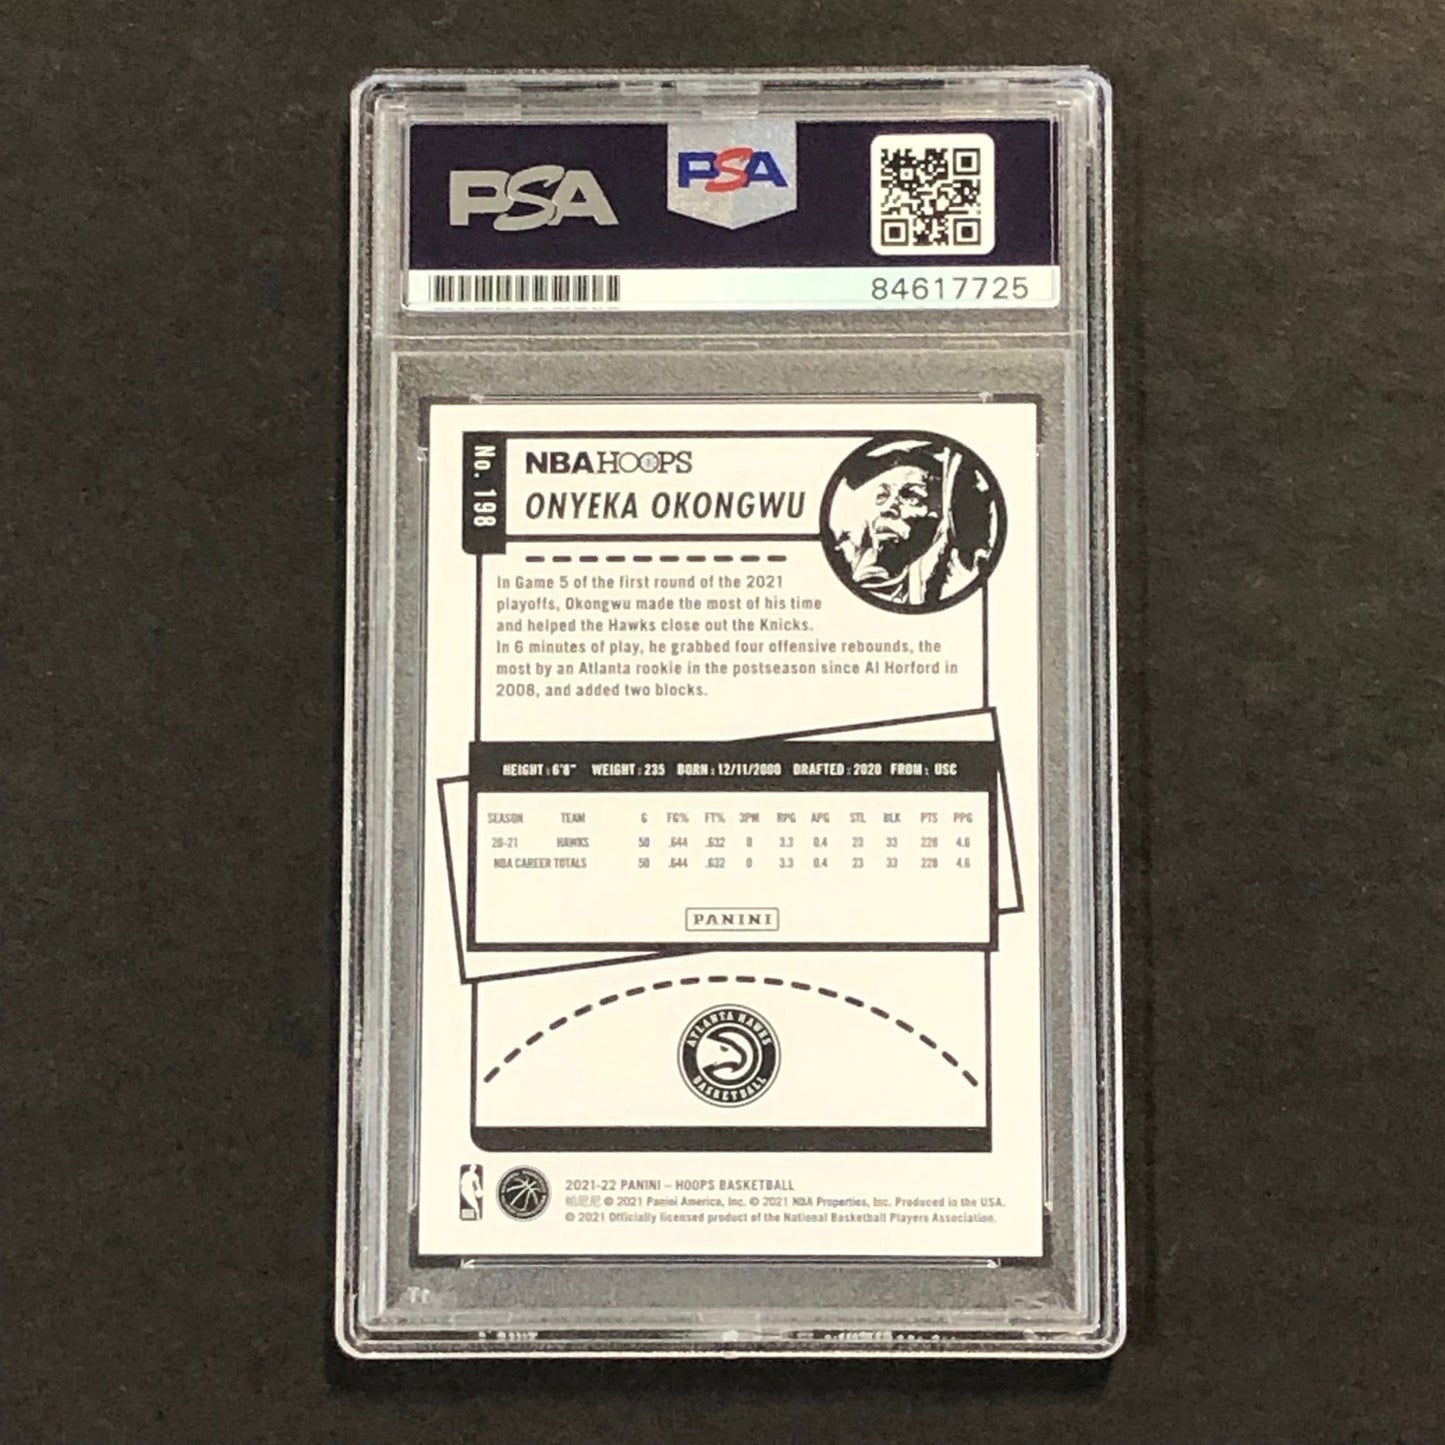 PSA
PSA
84617725
No. 198
NBA HOOPS
ONYEKA OKONGWU
In Game 5 of the first round of the 2021
playoffs, Okongwu made the most of his time
and helped the Hawks close out the Knicks.
In 6 minutes of play, he grabbed four offensive rebounds, the
most by an Atlanta rookie in the postseason since Al Horford in
2008, and added two blocks.
HEIGHT: 6'8" WEIGHT: 235 BORN: 12/11/2000 DRAFTED: 2020 FROM: USC
SEASON TEAM G FG% FT% 3PM RPG APG STL BLK PTS PPG
20-21 HAWKS 50 .644 .632 0 3.3 0.4 23 33 228 4.6
NBA CAREER TOTALS 50 .644 .632 0 3.3 0.4 23 33 228 4.6
PANINI
ATLANTA HAWKS
BASKETBALL
2021-22 PANINI – HOOPS BASKETBALL
帕尼尼 © 2021 Panini America, Inc. © 2021 NBA Properties, Inc. Produced in the USA.
© 2021 Officially licensed product of the National Basketball Players Association.